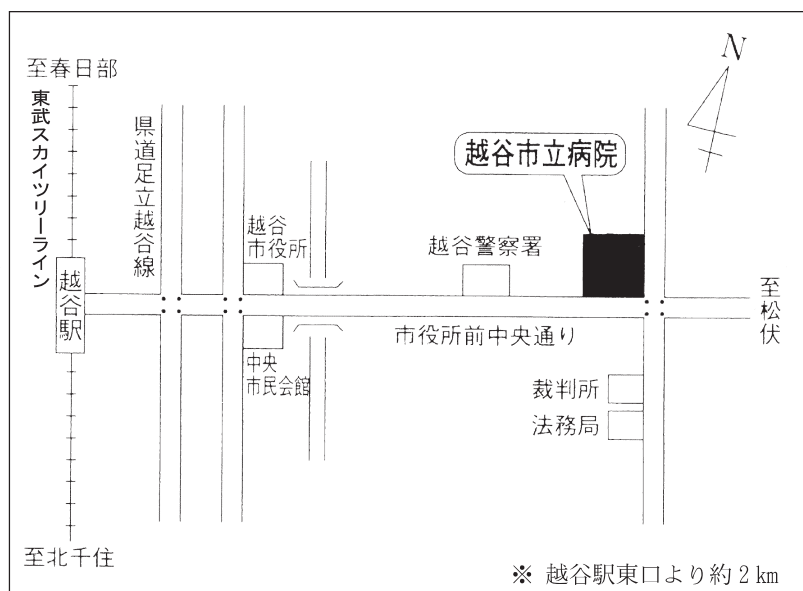 至春日部
東武スカイツリーライン
県道足立越谷線
N
越谷市立病院
越谷
市役所
越谷警察署
越谷駅
至松伏
市役所前中央通り
中央
市民会館
裁判所
法務局
至北千住
※ 越谷駅東口より約2km